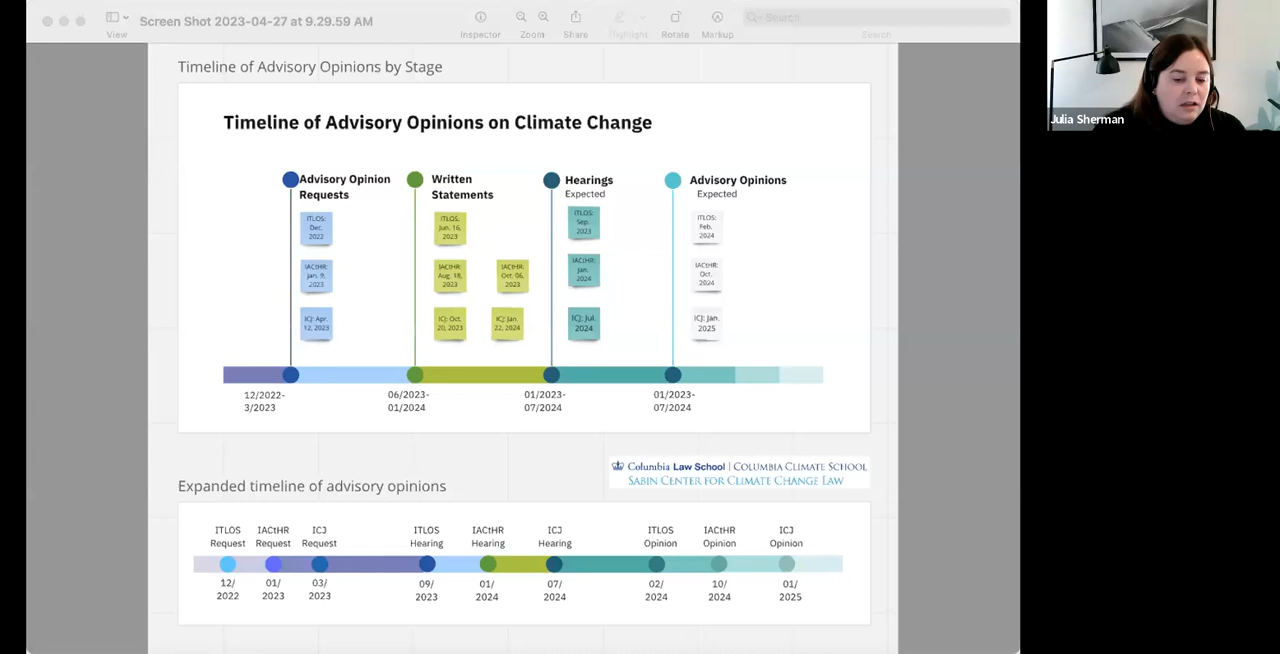 Screen Shot 2023-04-27 at 9.29.59 AM
View
Inspector
Zoom
Share
Highlight
Rotate
Markup
Search
Search
Julia Sherman
Timeline of Advisory Opinions by Stage
Timeline of Advisory Opinions on Climate Change
Advisory Opinion
Requests
Written
Statements
Hearings
Expected
Advisory Opinions
Expected
ITLOS:
Dec.
2022
ITLOS:
Jun. 16,
2023
ITLOS:
Sep.
2023
ITLOS:
Feb.
2024
IACtHR:
Jan. 9,
2023
IACtHR:
Aug. 18,
2023
IACtHR:
Oct. 06,
2023
IACtHR:
Jan.
2024
IACtHR:
Oct.
2024
ICJ: Apr.
12, 2023
ICJ: Oct.
20, 2023
ICJ: Jan.
22, 2024
ICJ: Jul.
2024
ICJ: Jan.
2025
12/2022-
3/2023
06/2023-
01/2024
01/2023-
07/2024
01/2023-
07/2024
Columbia Law School | COLUMBIA CLIMATE SCHOOL
SABIN CENTER FOR CLIMATE CHANGE LAW
Expanded timeline of advisory opinions
ITLOS
Request
IACtHR
Request
ICJ
Request
ITLOS
Hearing
IACtHR
Hearing
ICJ
Hearing
ITLOS
Opinion
IACtHR
Opinion
ICJ
Opinion
12/
2022
01/
2023
03/
2023
09/
2023
01/
2024
07/
2024
02/
2024
10/
2024
01/
2025